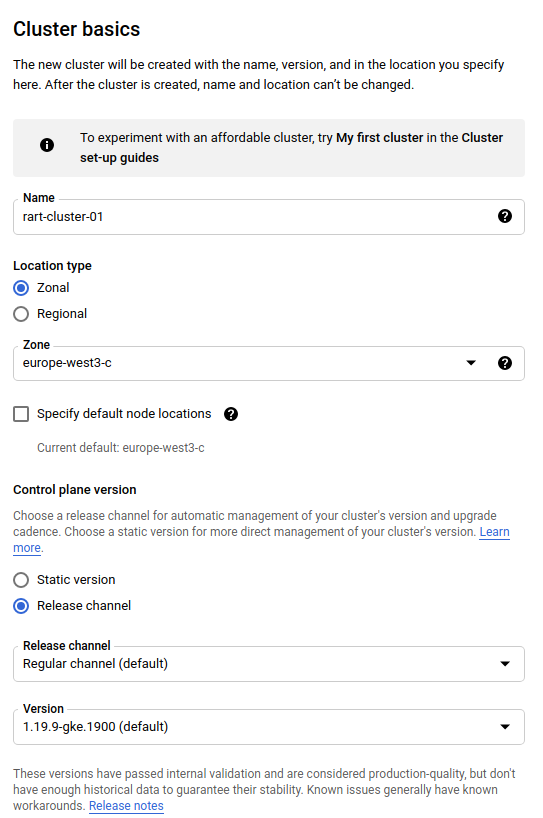 Cluster basics
The new cluster will be created with the name, version, and in the location you specify
here. After the cluster is created, name and location can't be changed.
To experiment with an affordable cluster, try My first cluster in the Cluster
set-up guides
Name
rart-cluster-01
Location type
Zonal
Regional
Zone
europe-west3-c
Specify default node locations
Current default: europe-west3-c
Control plane version
Choose a release channel for automatic management of your cluster's version and upgrade
cadence. Choose a static version for more direct management of your cluster's version. Learn
more.
Static version
Release channel
Release channel
Regular channel (default)
Version
1.19.9-gke.1900 (default)
These versions have passed internal validation and are considered production-quality, but don't
have enough historical data to guarantee their stability. Known issues generally have known
workarounds. Release notes